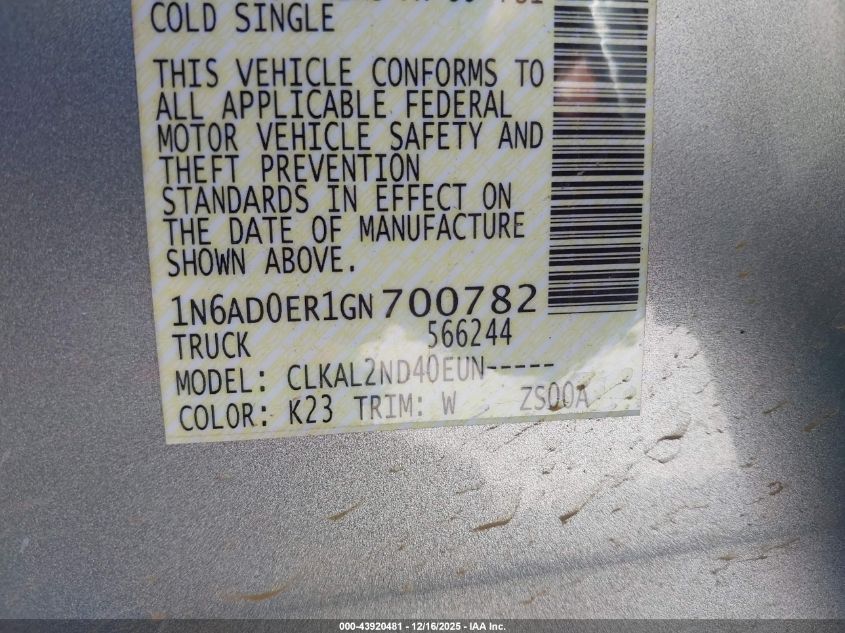 COLD SINGLE
THIS VEHICLE CONFORMS TO
ALL APPLICABLE FEDERAL
MOTOR VEHICLE SAFETY AND
THEFT PREVENTION
STANDARDS IN EFFECT ON
THE DATE OF MANUFACTURE
SHOWN ABOVE.
1N6AD0ER1GN700782
TRUCK 566244
MODEL: CLKAL2ND40EUN-----
COLOR: K23 TRIM: W ZS00A
000-43920481 - 12/16/2025 - IAA Inc.